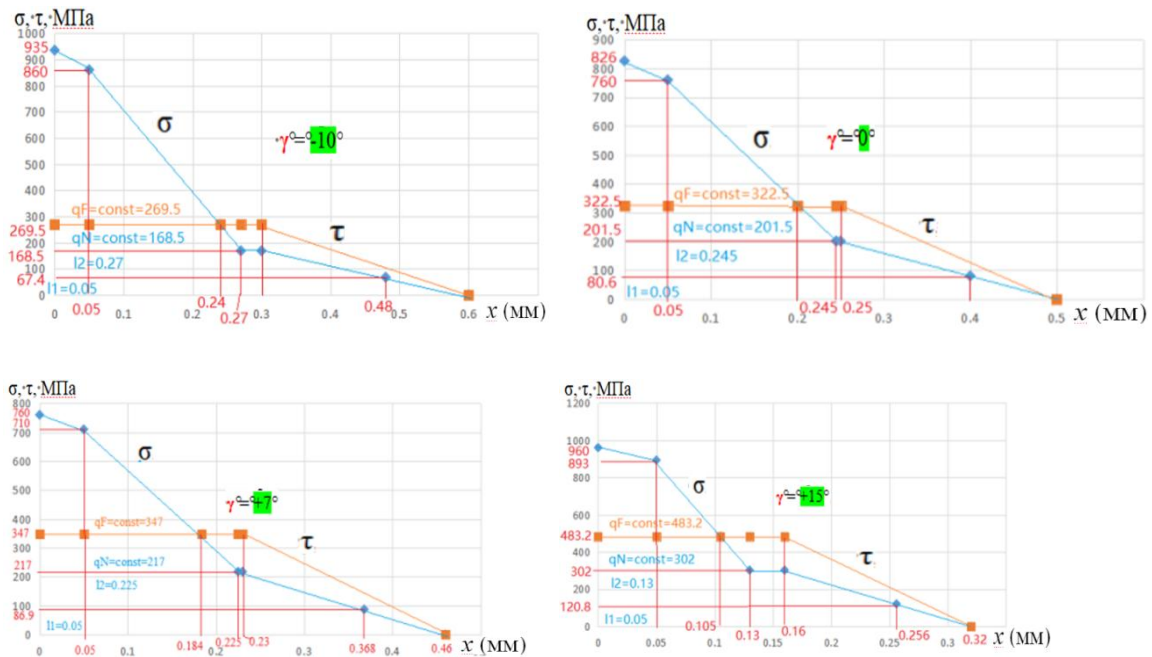 σ,·τ,·МПа
1000
935
900
860
800
700
600
500
400
300
269.5
200
168.5
100
67.4
0
σ
·γ°=°-10°
qF=const=269.5
qN=const=168.5
l2=0.27
l1=0.05
τ
0 0.05 0.1 0.2 0.24 0.27 0.3 0.4 0.48 0.5 0.6 x (мм)
σ,·τ,·МПа
900
826
800
760
700
600
500
400
322.5
300
201.5
200
100
80.6
0
σ
γ°=°0°
qF=const=322.5
qN=const=201.5
l2=0.245
l1=0.05
τ
0 0.05 0.1 0.2 0.245 0.25 0.3 0.4 0.5 x (мм)
σ,·τ,·МПа
800
760
710
700
600
500
400
347
300
217
200
100
86.9
0
σ
γ°=°+7°
qF=const=347
qN=const=217
l2=0.225
l1=0.05
τ
0 0.05 0.1 0.184 0.2 0.225 0.23 0.3 0.368 0.4 0.46 0.5 x (мм)
σ,·τ,·МПа
1200
1000
960
893
800
600
483.2
400
302
200
120.8
0
σ
γ°=°+15°
qF=const=483.2
qN=const=302
l2=0.13
l1=0.05
τ
0 0.05 0.1 0.105 0.13 0.15 0.16 0.2 0.25 0.256 0.3 0.32 0.35 x (мм)